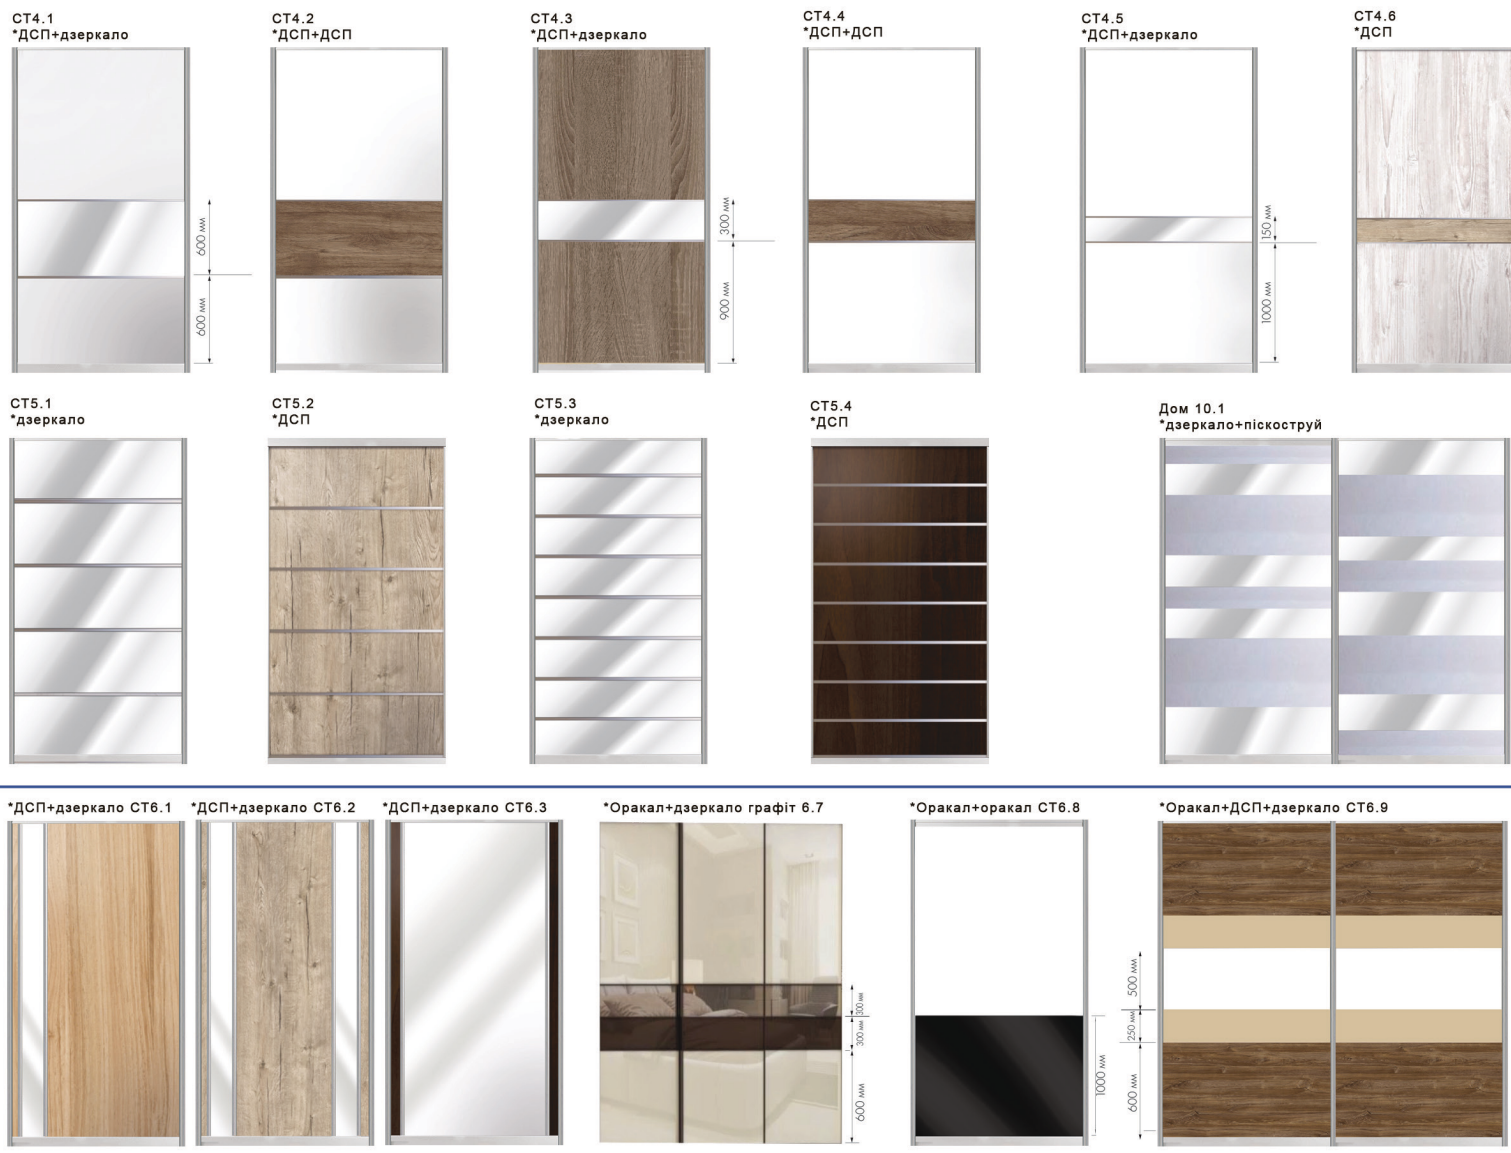 СТ4.1
*ДСП+дзеркало
СТ4.2
*ДСП+ДСП
СТ4.3
*ДСП+дзеркало
СТ4.4
*ДСП+ДСП
СТ4.5
*ДСП+дзеркало
СТ4.6
*ДСП
600 мм
600 мм
300 мм
900 мм
150 мм
1000 мм
СТ5.1
*дзеркало
СТ5.2
*ДСП
СТ5.3
*дзеркало
СТ5.4
*ДСП
Дом 10.1
*дзеркало+піскоструй
*ДСП+дзеркало СТ6.1
*ДСП+дзеркало СТ6.2
*ДСП+дзеркало СТ6.3
*Оракал+дзеркало графіт 6.7
*Оракал+оракал СТ6.8
*Оракал+ДСП+дзеркало СТ6.9
300 мм
300 мм
600 мм
1000 мм
500 мм
250 мм
600 мм